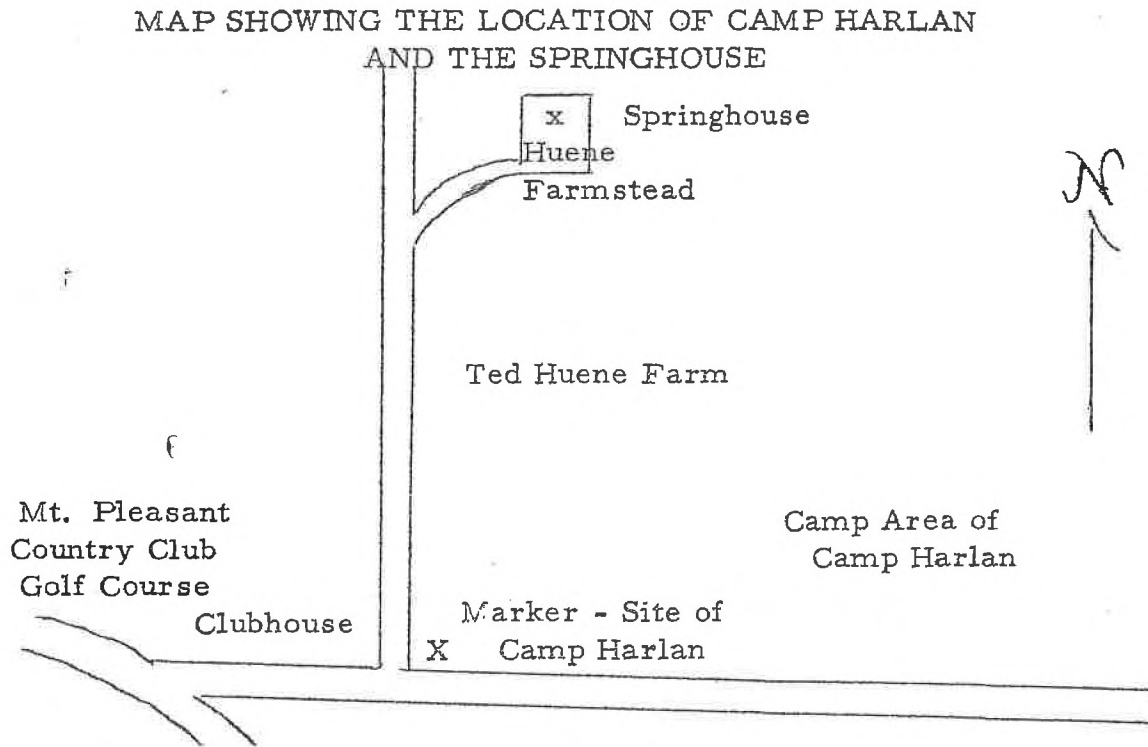 MAP SHOWING THE LOCATION OF CAMP HARLAN
AND THE SPRINGHOUSE
x Springhouse
Huene
Farmstead
N
Ted Huene Farm
Mt. Pleasant
Country Club
Golf Course
Clubhouse
Camp Area of
Camp Harlan
Marker - Site of
X Camp Harlan